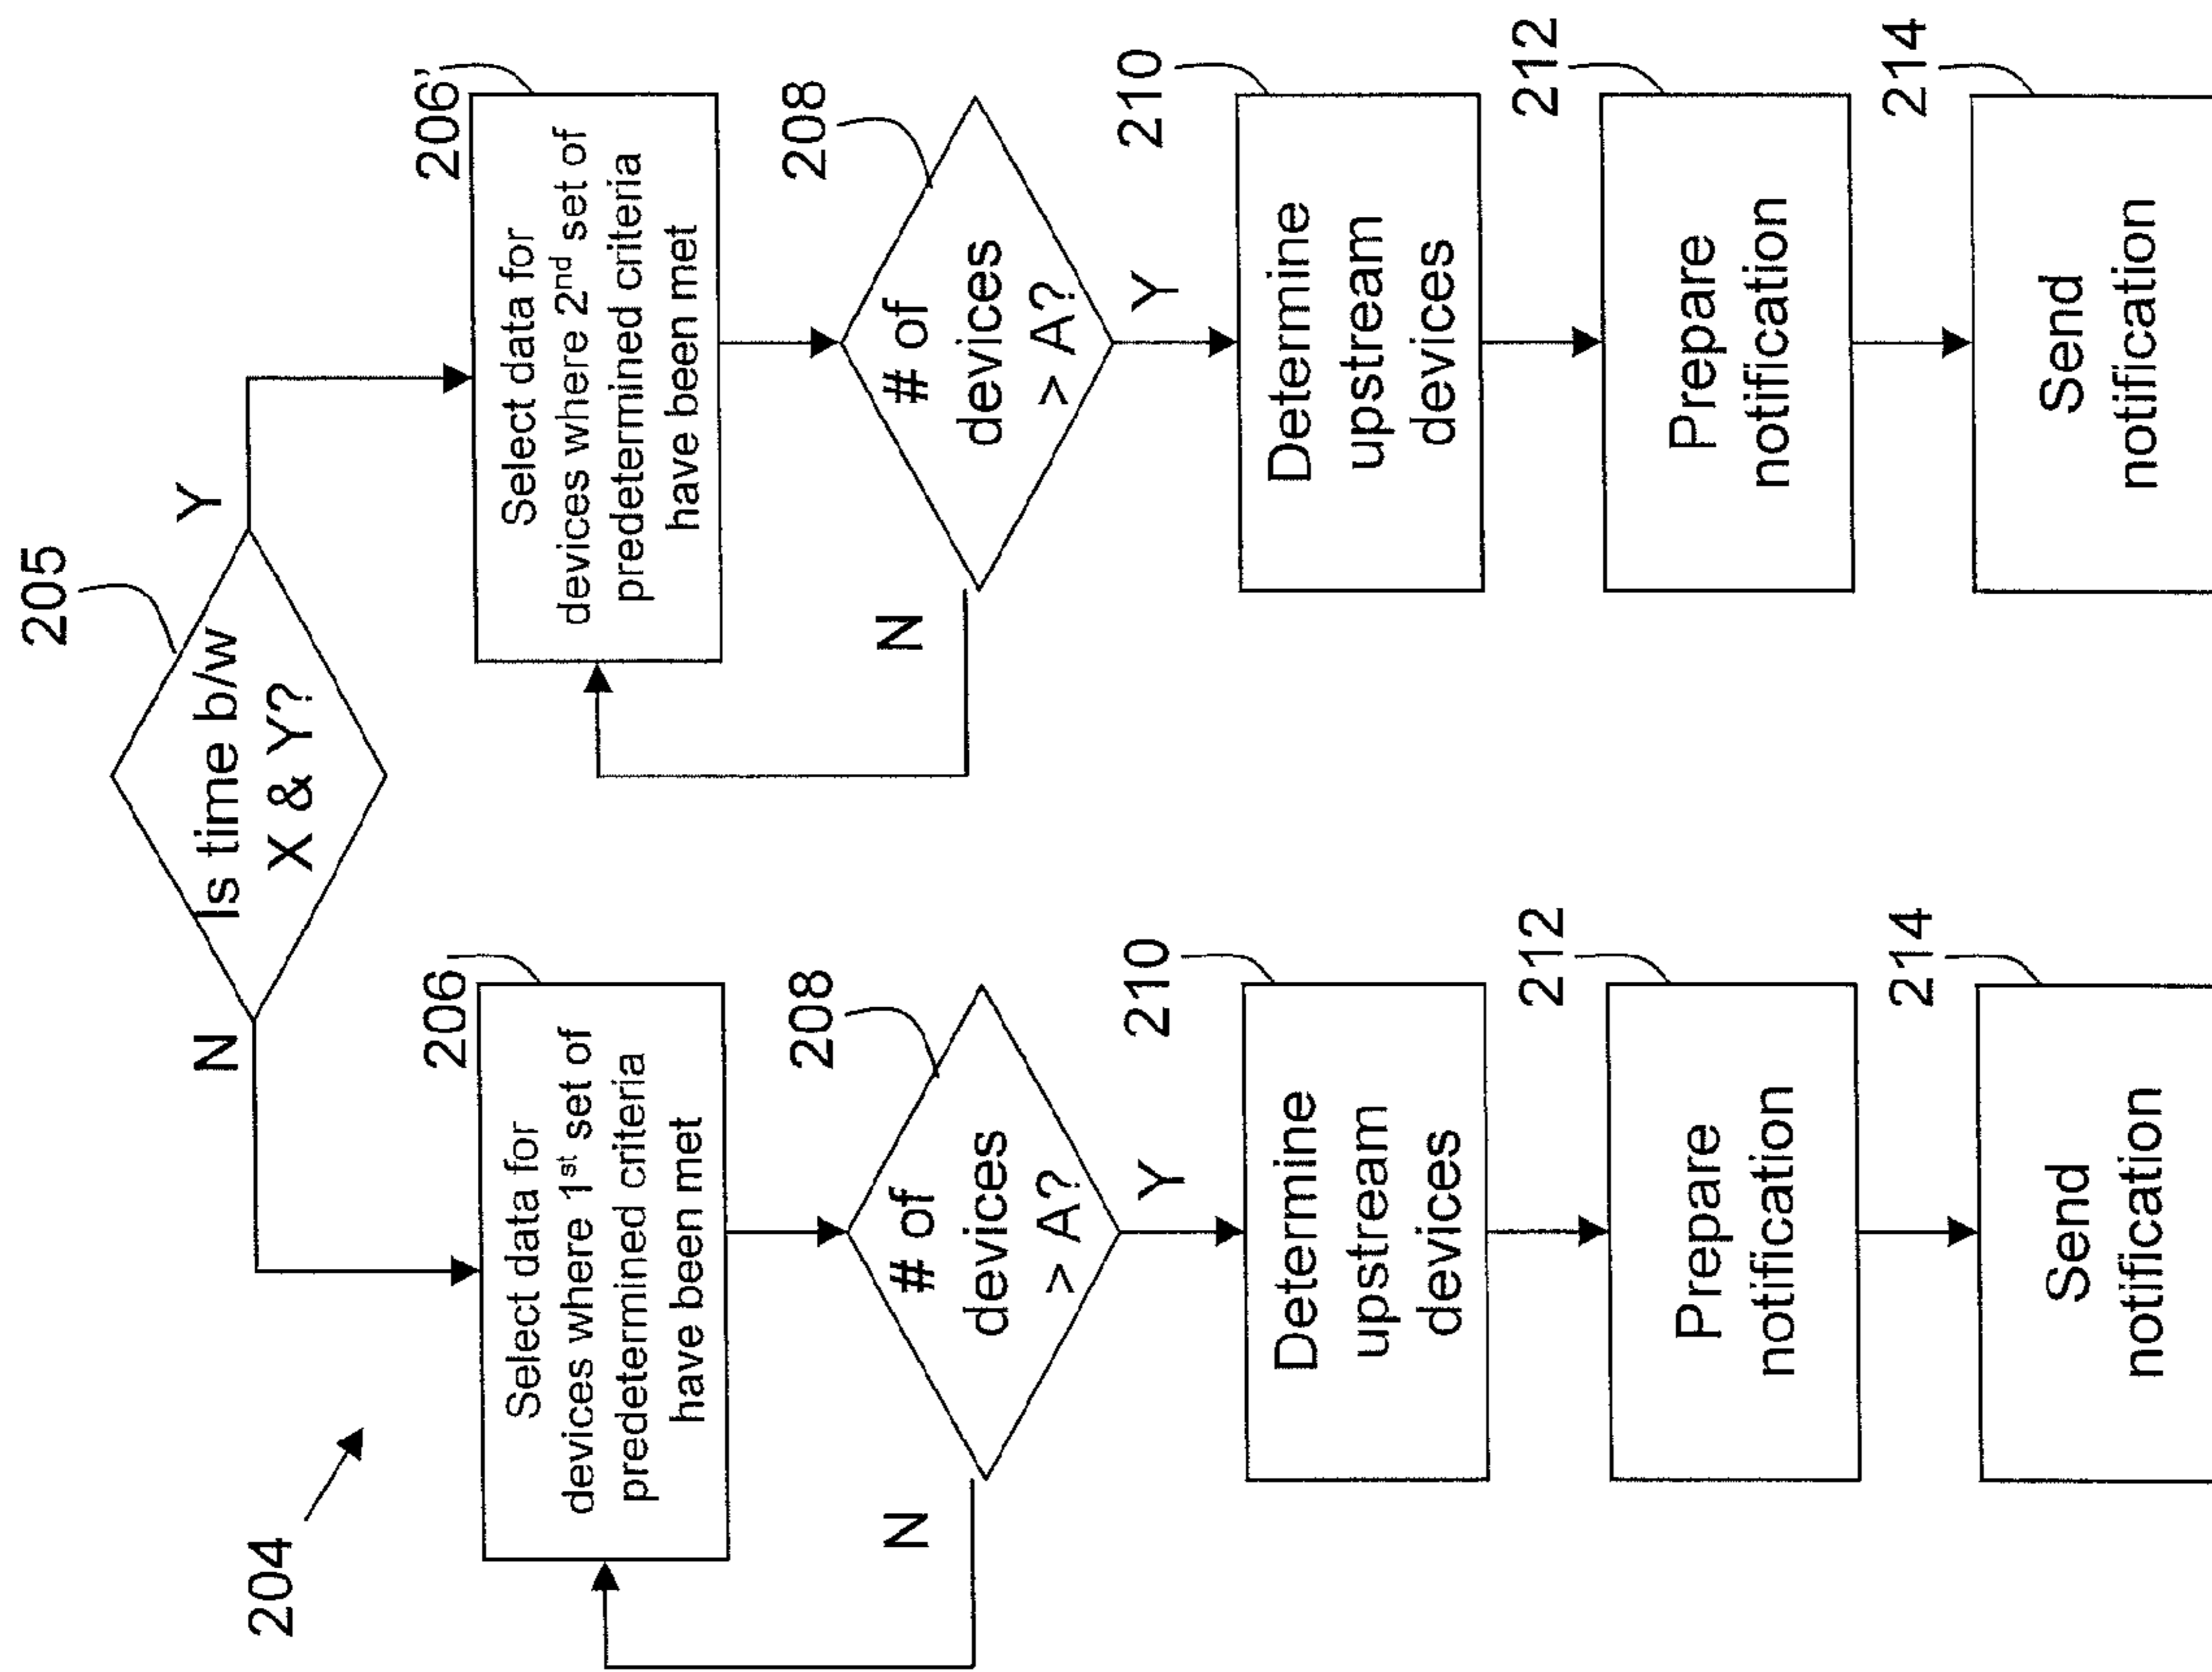 204
205
Is time b/w
X & Y?
N
Y
206
Select data for
devices where 1st set of
predetermined criteria
have been met
208
# of
devices
> A?
N
Y
210
Determine
upstream
devices
212
Prepare
notification
214
Send
notification
206'
Select data for
devices where 2nd set of
predetermined criteria
have been met
208
# of
devices
> A?
N
Y
210
Determine
upstream
devices
212
Prepare
notification
214
Send
notification